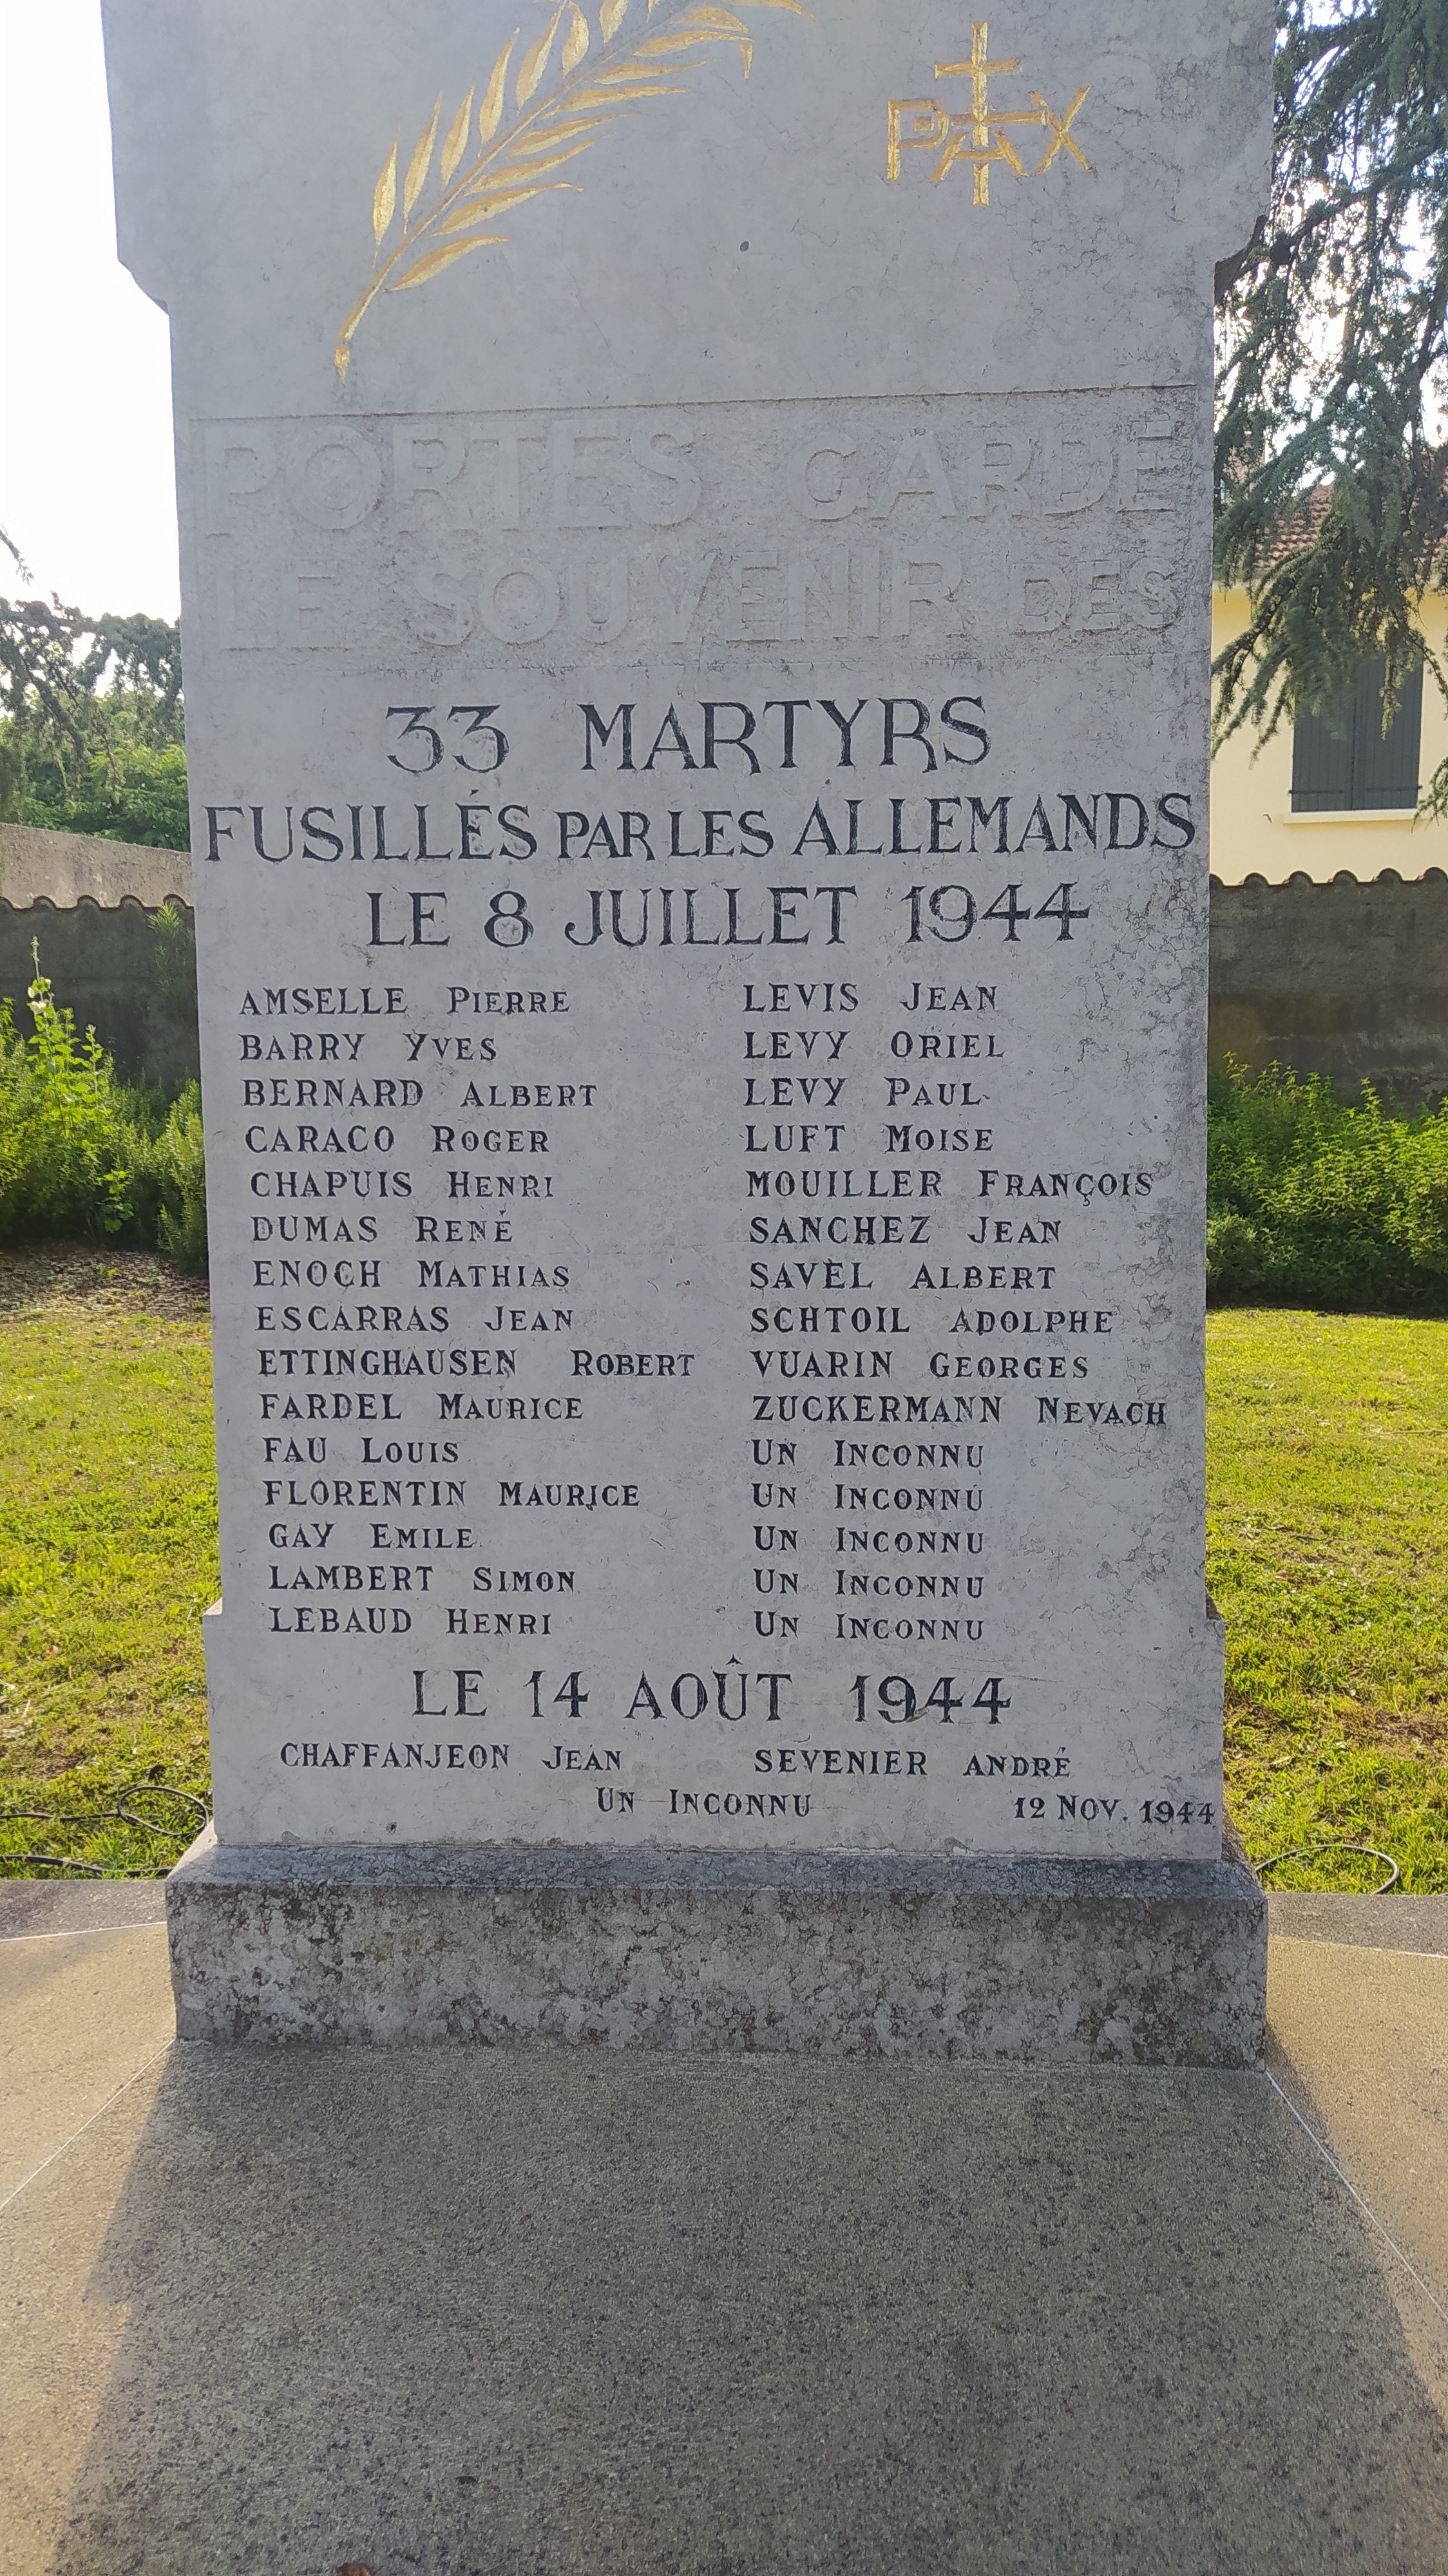 PAX
PORTES GARDE
LE SOUVENIR DES
33 MARTYRS
FUSILLÉS PAR LES ALLEMANDS
LE 8 JUILLET 1944
AMSELLE PIERRE
BARRY YVES
BERNARD ALBERT
CARACO ROGER
CHAPUIS HENRI
DUMAS RENÉ
ENOCH MATHIAS
ESCARRAS JEAN
ETTINGHAUSEN ROBERT
FARDEL MAURICE
FAU LOUIS
FLORENTIN MAURICE
GAY EMILE
LAMBERT SIMON
LEBAUD HENRI
LEVIS JEAN
LEVY ORIEL
LEVY PAUL
LUFT MOISE
MOUILLER FRANÇOIS
SANCHEZ JEAN
SAVEL ALBERT
SCHTOIL ADOLPHE
VUARIN GEORGES
ZUCKERMANN NEVACH
UN INCONNU
UN INCONNU
UN INCONNU
UN INCONNU
UN INCONNU
LE 14 AOÛT 1944
CHAFFANJEON JEAN SEVENIER ANDRÉ
UN INCONNU 12 NOV. 1944